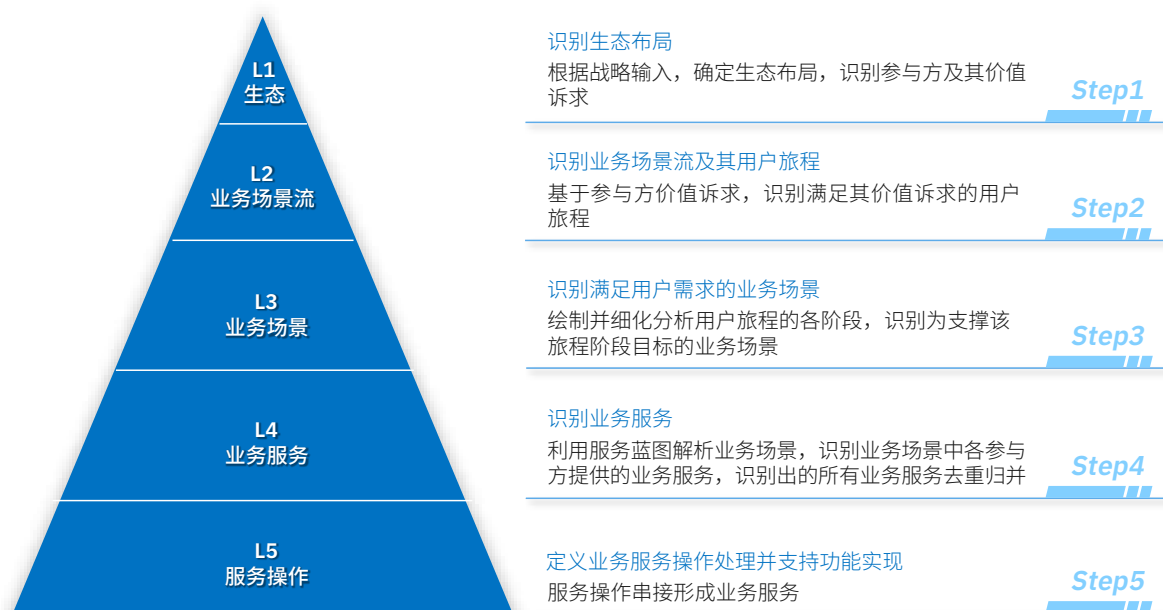 L1
生态
识别生态布局
根据战略输入，确定生态布局，识别参与方及其价值
诉求
Step1
L2
业务场景流
识别业务场景流及其用户旅程
基于参与方价值诉求，识别满足其价值诉求的用户
旅程
Step2
L3
业务场景
识别满足用户需求的业务场景
绘制并细化分析用户旅程的各阶段，识别为支撑该
旅程阶段目标的业务场景
Step3
L4
业务服务
识别业务服务
利用服务蓝图解析业务场景，识别业务场景中各参与
方提供的业务服务，识别出的所有业务服务去重归并
Step4
L5
服务操作
定义业务服务操作处理并支持功能实现
服务操作串接形成业务服务
Step5